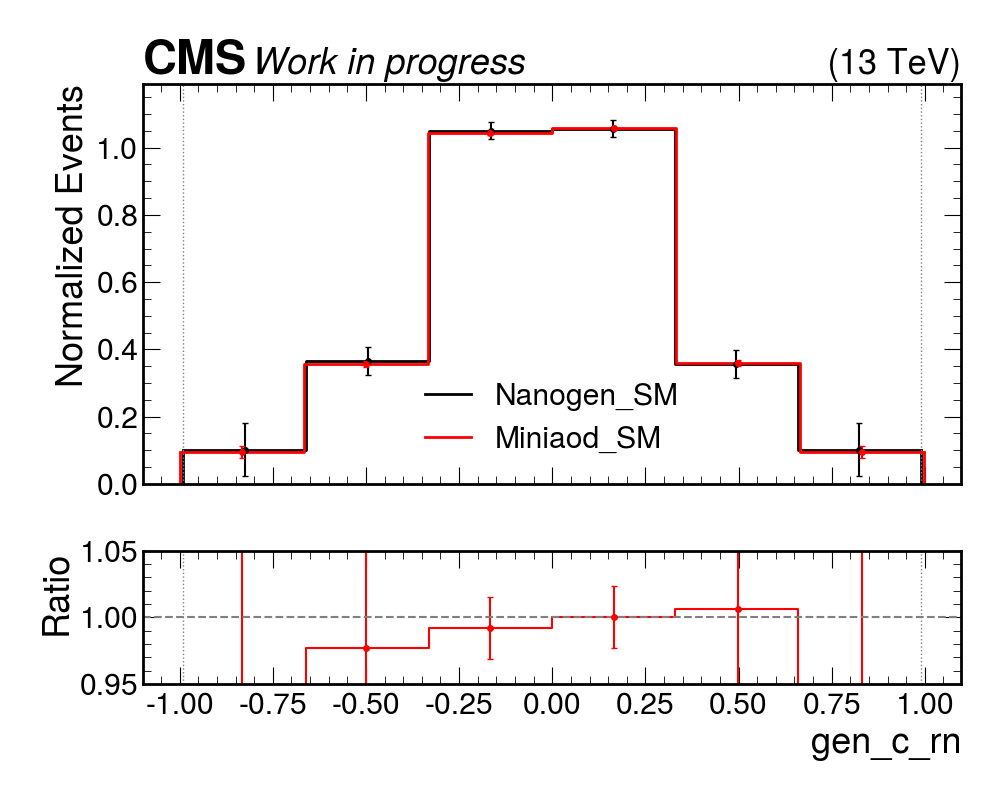 CMS Work in progress (13 TeV)
Normalized Events
1.0
0.8
0.6
0.4
0.2
0.0
Nanogen_SM
Miniaod_SM
Ratio
1.05
1.00
0.95
-1.00 -0.75 -0.50 -0.25 0.00 0.25 0.50 0.75 1.00
gen_c_rn